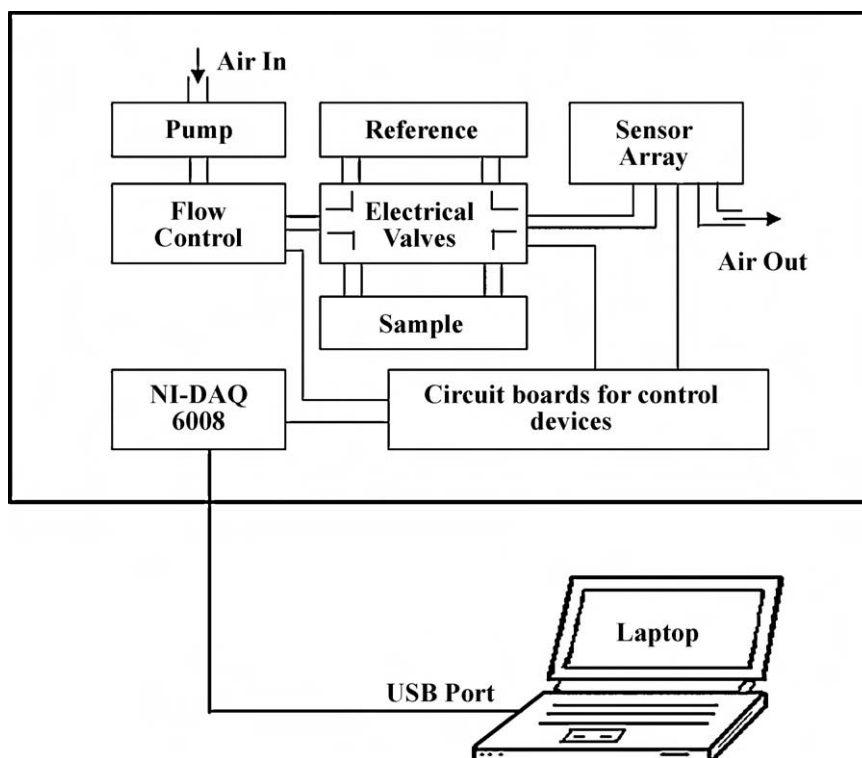 Air In
Pump
Reference
Sensor
Array
Flow
Control
Electrical
Valves
Air Out
Sample
NI-DAQ
6008
Circuit boards for control
devices
Laptop
USB Port